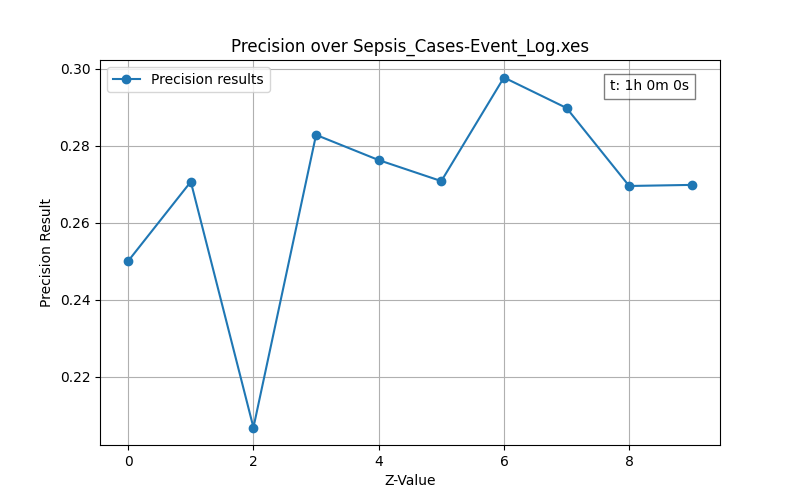 Precision over Sepsis_Cases-Event_Log.xes
Precision results
t: 1h 0m 0s
0.30
0.28
0.26
0.24
0.22
Precision Result
0 2 4 6 8
Z-Value